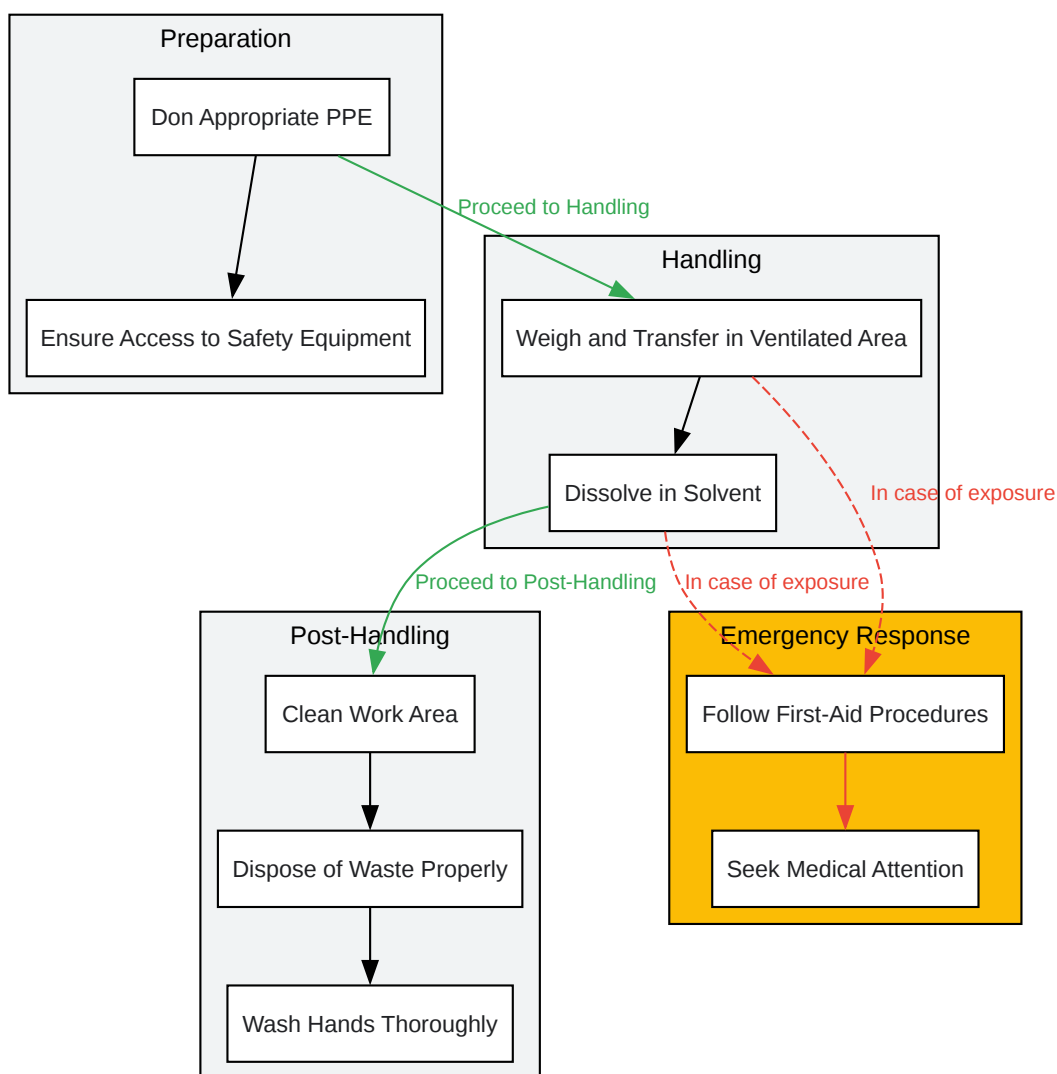 Preparation
Don Appropriate PPE
Proceed to Handling
Ensure Access to Safety Equipment
Handling
Weigh and Transfer in Ventilated Area
Dissolve in Solvent
In case of exposure
Proceed to Post-Handling
In case of exposure
Post-Handling
Clean Work Area
Dispose of Waste Properly
Wash Hands Thoroughly
Emergency Response
Follow First-Aid Procedures
Seek Medical Attention